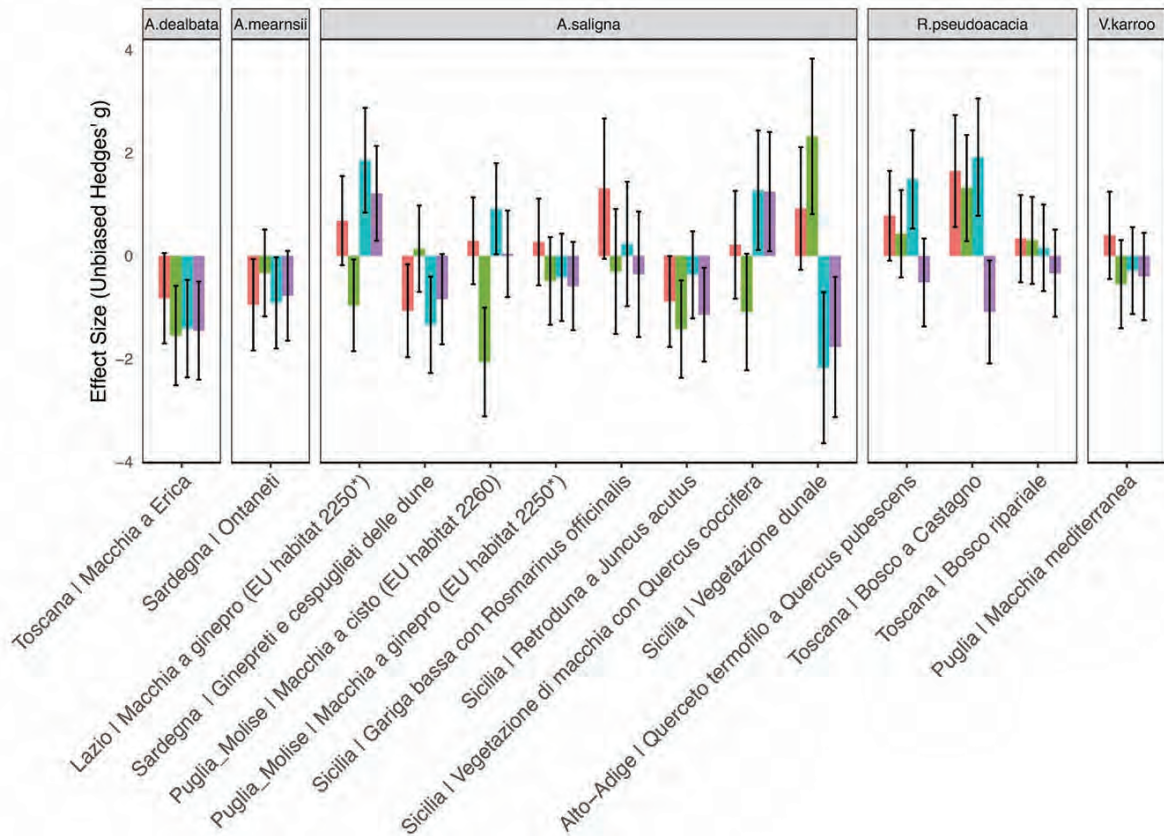 A.dealbata
A.mearnsii
A.saligna
R.pseudoacacia
V.karroo
Effect Size (Unbiased Hedges' g)
4
2
0
−2
−4
Toscana | Macchia a Erica
Sardegna | Ontaneti
Lazio | Macchia a ginepro (EU habitat 2250*)
Sardegna | Ginepreti e cespuglieti delle dune
Puglia_Molise | Macchia a cisto (EU habitat 2260)
Puglia_Molise | Macchia a ginepro (EU habitat 2250*)
Sicilia | Gariga bassa con Rosmarinus officinalis
Sicilia | Retroduna a Juncus acutus
Sicilia | Vegetazione di macchia con Quercus coccifera
Sicilia | Vegetazione dunale
Alto−Adige | Querceto termofilo a Quercus pubescens
Toscana | Bosco a Castagno
Toscana | Bosco ripariale
Puglia | Macchia mediterranea